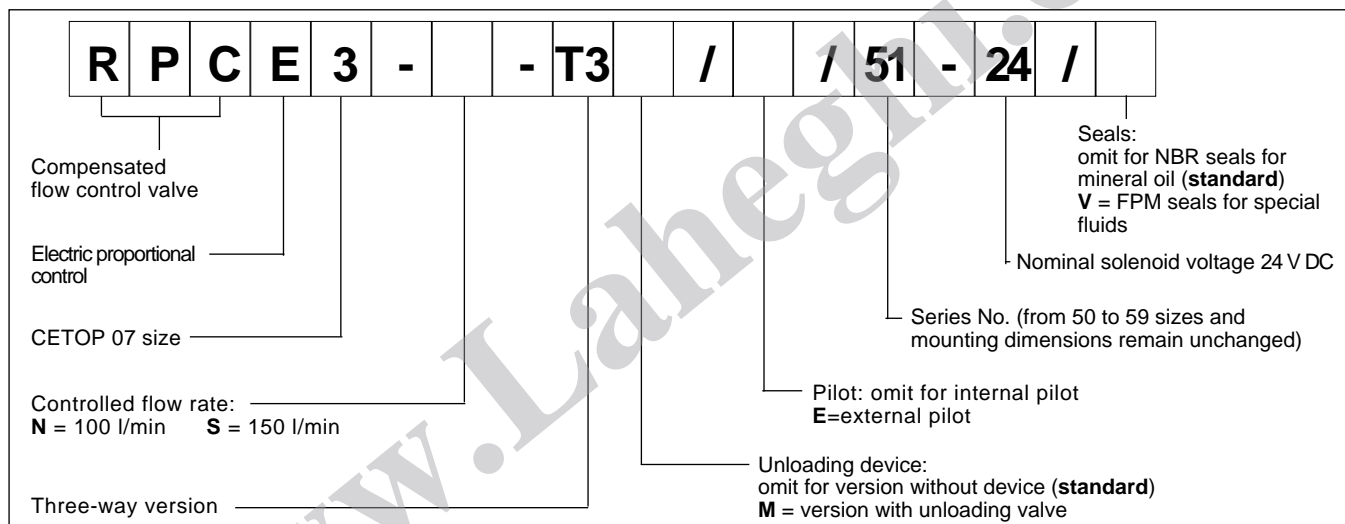 R P C E 3 - - T3 / / 51 - 24 /
Compensated
flow control valve
Electric proportional
control
CETOP 07 size
Controlled flow rate:
N = 100 l/min S = 150 l/min
Three-way version
Seals:
omit for NBR seals for
mineral oil (standard)
V = FPM seals for special
fluids
Nominal solenoid voltage 24 V DC
Series No. (from 50 to 59 sizes and
mounting dimensions remain unchanged)
Pilot: omit for internal pilot
E=external pilot
Unloading device:
omit for version without device (standard)
M = version with unloading valve
www.Laheghi.